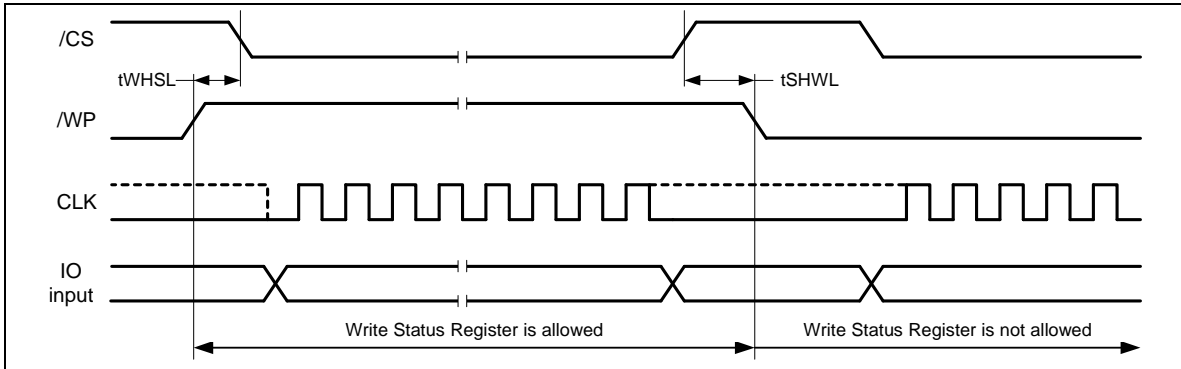 /CS
tWHSL
tSHWL
/WP
CLK
IO
input
Write Status Register is allowed
Write Status Register is not allowed